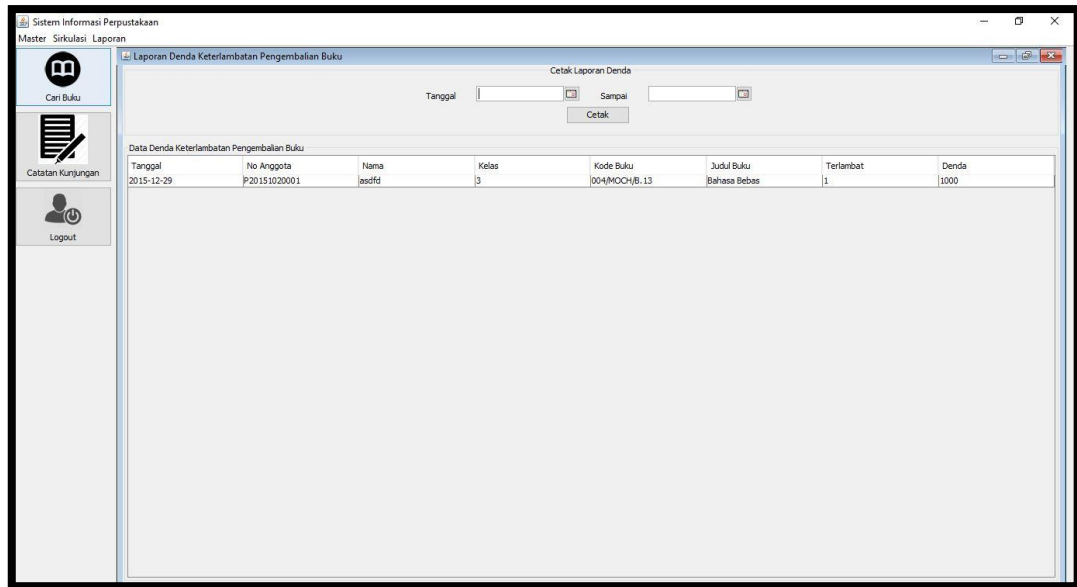 Sistem Informasi Perpustakaan
Master Sirkulasi Laporan
Cari Buku
Catatan Kunjungan
Logout
Laporan Denda Keterlambatan Pengembalian Buku
Cetak Laporan Denda
Tanggal Sampai
Cetak
Data Denda Keterlambatan Pengembalian Buku
Tanggal No Anggota Nama Kelas Kode Buku Judul Buku Terlambat Denda
2015-12-29 P20151020001 asdfd 3 004/MOCH/B.13 Bahasa Bebas 1 1000